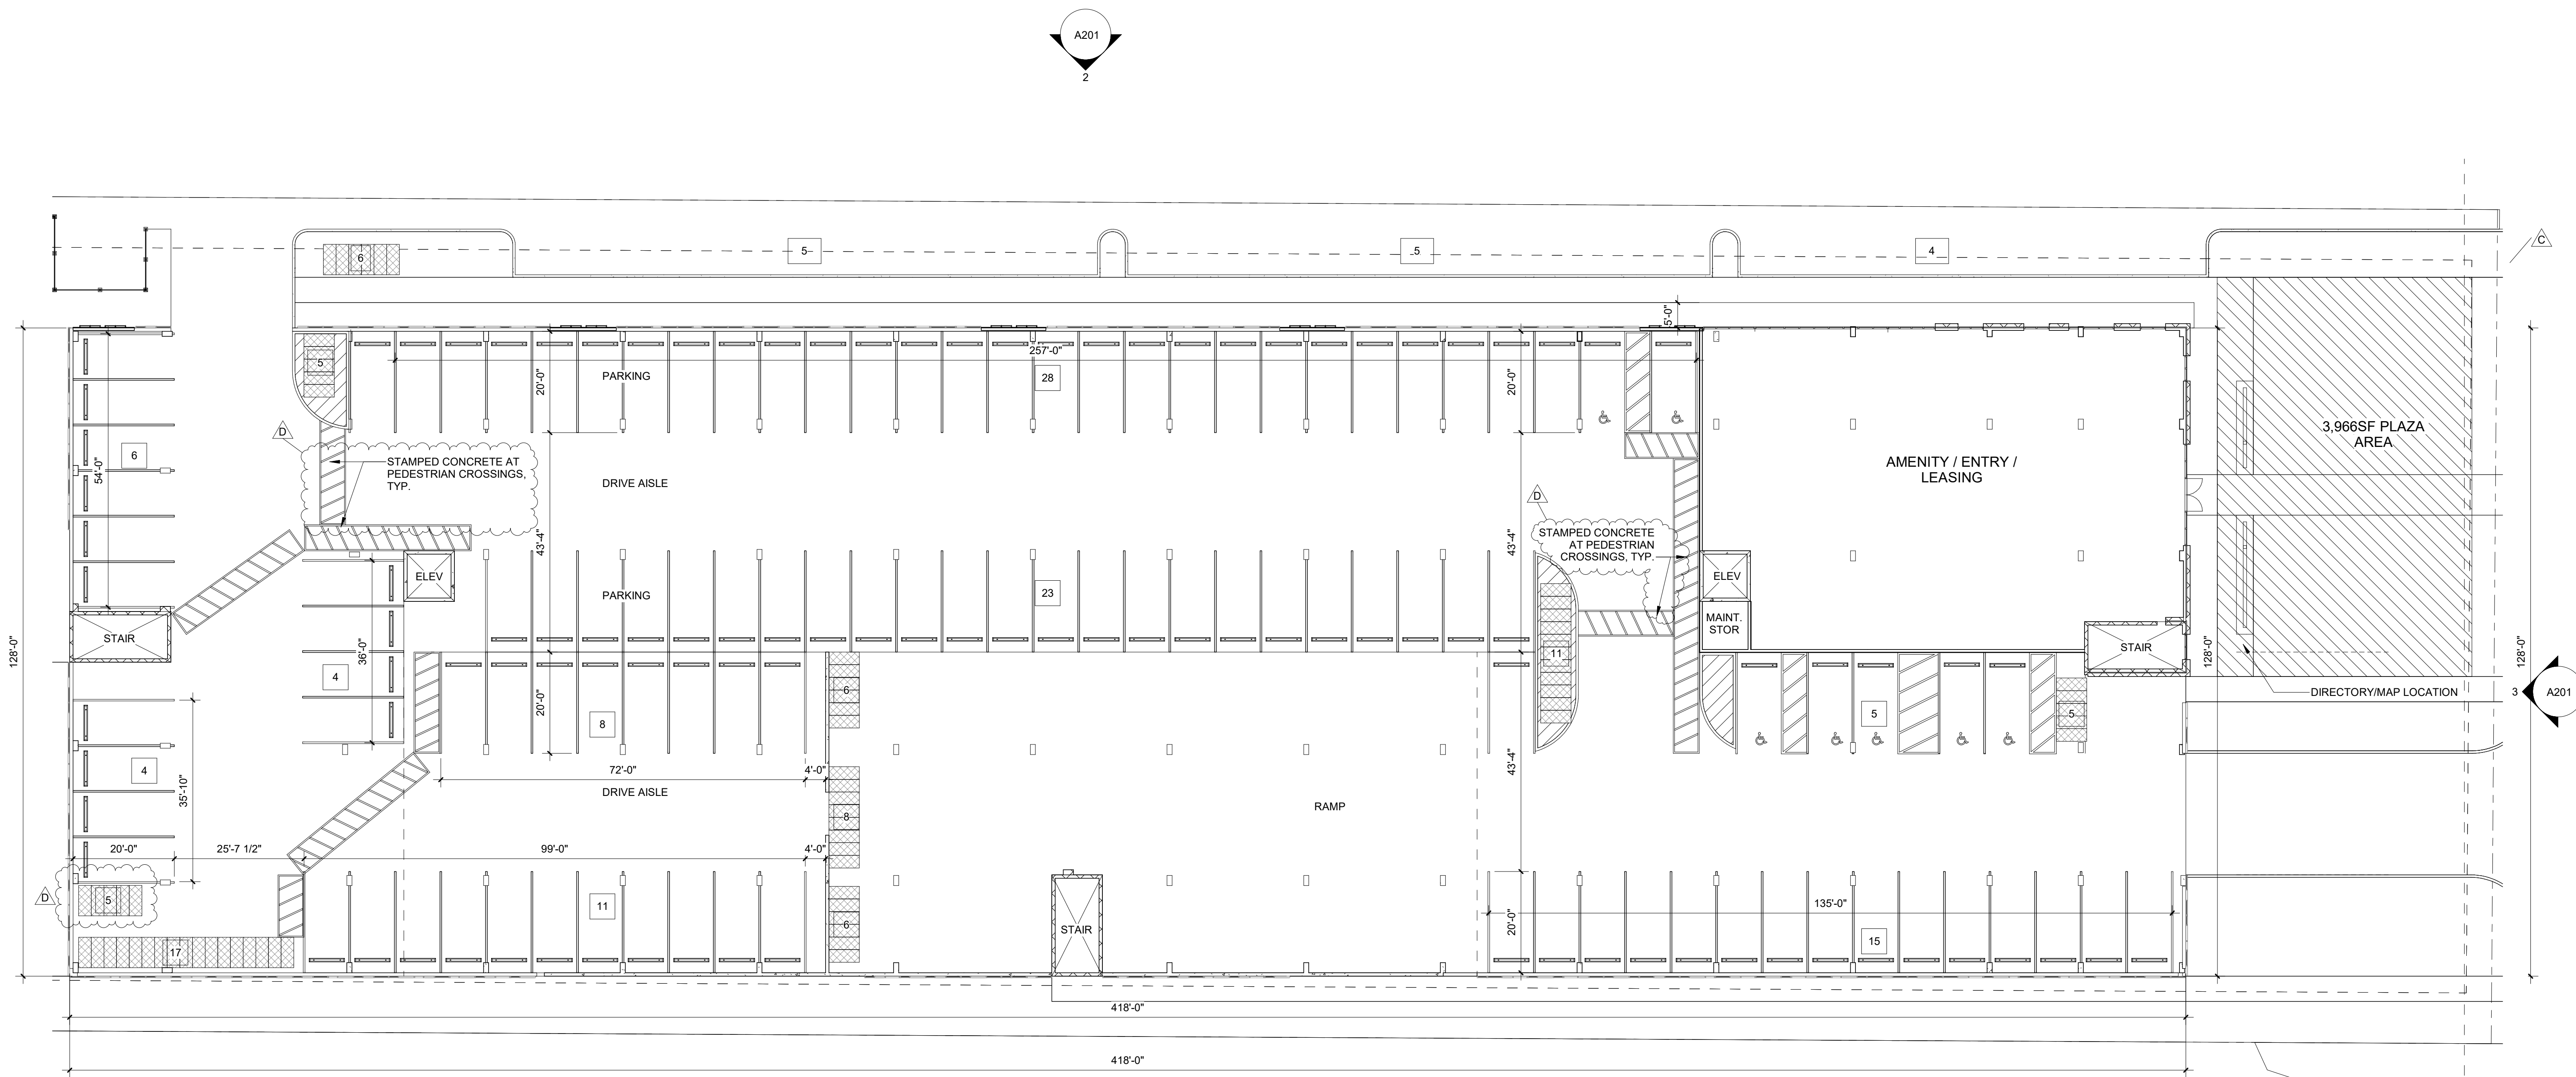 A201
2
6
5
5
4
C
5'-0"
5
257'-0"
PARKING
20'-0"
28
20'-0"
6
54'-0"
D
STAMPED CONCRETE AT
PEDESTRIAN CROSSINGS,
TYP.
DRIVE AISLE
43'-4"
D
STAMPED CONCRETE
AT PEDESTRIAN
CROSSINGS, TYP.
43'-4"
AMENITY / ENTRY /
LEASING
3,966SF PLAZA
AREA
ELEV
PARKING
23
ELEV
MAINT.
STOR
STAIR
128'-0"
36'-0"
4
11
STAIR
128'-0"
128'-0"
20'-0"
8
6
5
5
DIRECTORY/MAP LOCATION
3
A201
4
35'-10"
72'-0"
4'-0"
43'-4"
DRIVE AISLE
8
RAMP
20'-0"
25'-7 1/2"
99'-0"
4'-0"
D
5
11
6
STAIR
20'-0"
135'-0"
15
17
418'-0"
418'-0"